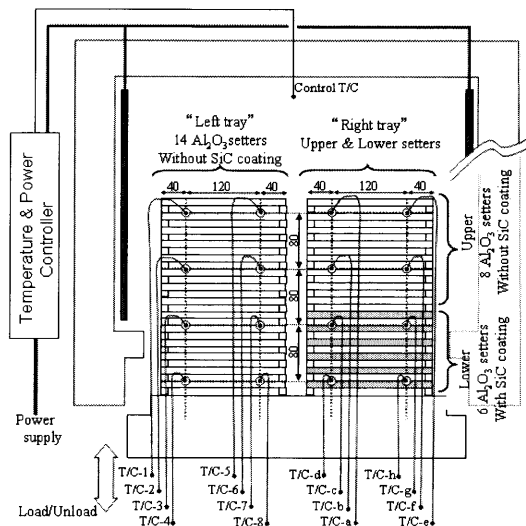 Control T/C
"Left tray"
14 Al₂O₃ setters
Without SiC coating
"Right tray"
Upper & Lower setters
40
120
40
40
120
40
80
80
80
Temperature & Power
Controller
Upper
8 Al₂O₃ setters
Without SiC coating
Lower
6 Al₂O₃ setters
With SiC coating
Power
supply
Load/Unload
T/C-1
T/C-2
T/C-3
T/C-4
T/C-5
T/C-6
T/C-7
T/C-8
T/C-d
T/C-c
T/C-b
T/C-a
T/C-h
T/C-g
T/C-f
T/C-e